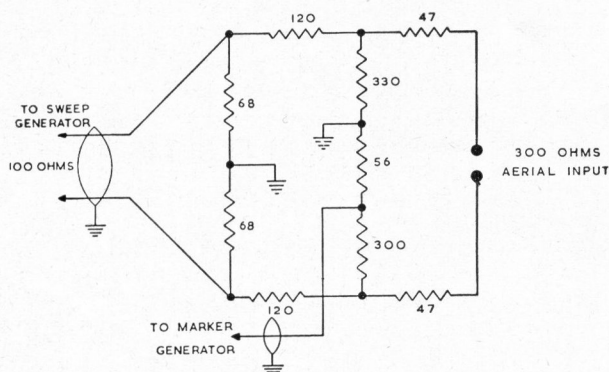 120
47
68
330
TO SWEEP
GENERATOR
100 OHMS
56
300 OHMS
AERIAL INPUT
68
300
120
47
TO MARKER
GENERATOR